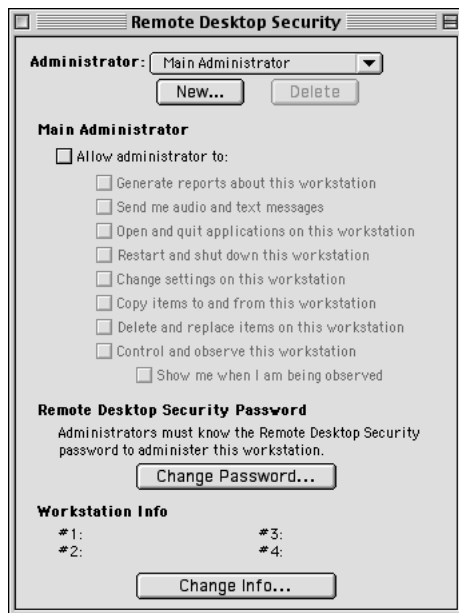 Remote Desktop Security
Administrator: Main Administrator
New... Delete
Main Administrator
Allow administrator to:
Generate reports about this workstation
Send me audio and text messages
Open and quit applications on this workstation
Restart and shut down this workstation
Change settings on this workstation
Copy items to and from this workstation
Delete and replace items on this workstation
Control and observe this workstation
Show me when I am being observed
Remote Desktop Security Password
Administrators must know the Remote Desktop Security
password to administer this workstation.
Change Password...
Workstation Info
#1: #3:
#2: #4:
Change Info...